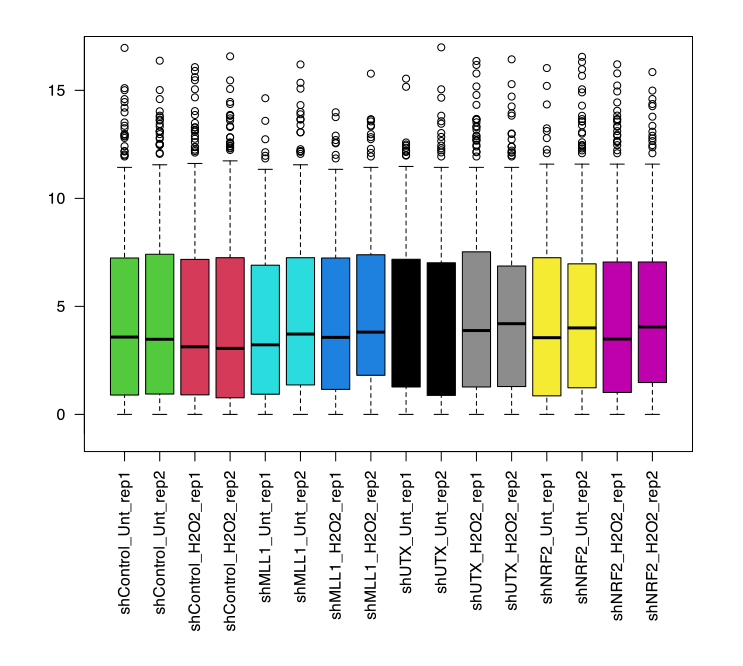 15
10
5
0
shControl_Unt_rep1
shControl_Unt_rep2
shControl_H2O2_rep1
shControl_H2O2_rep2
shMLL1_Unt_rep1
shMLL1_Unt_rep2
shMLL1_H2O2_rep1
shMLL1_H2O2_rep2
shUTX_Unt_rep1
shUTX_Unt_rep2
shUTX_H2O2_rep1
shUTX_H2O2_rep2
shNRF2_Unt_rep1
shNRF2_Unt_rep2
shNRF2_H2O2_rep1
shNRF2_H2O2_rep2